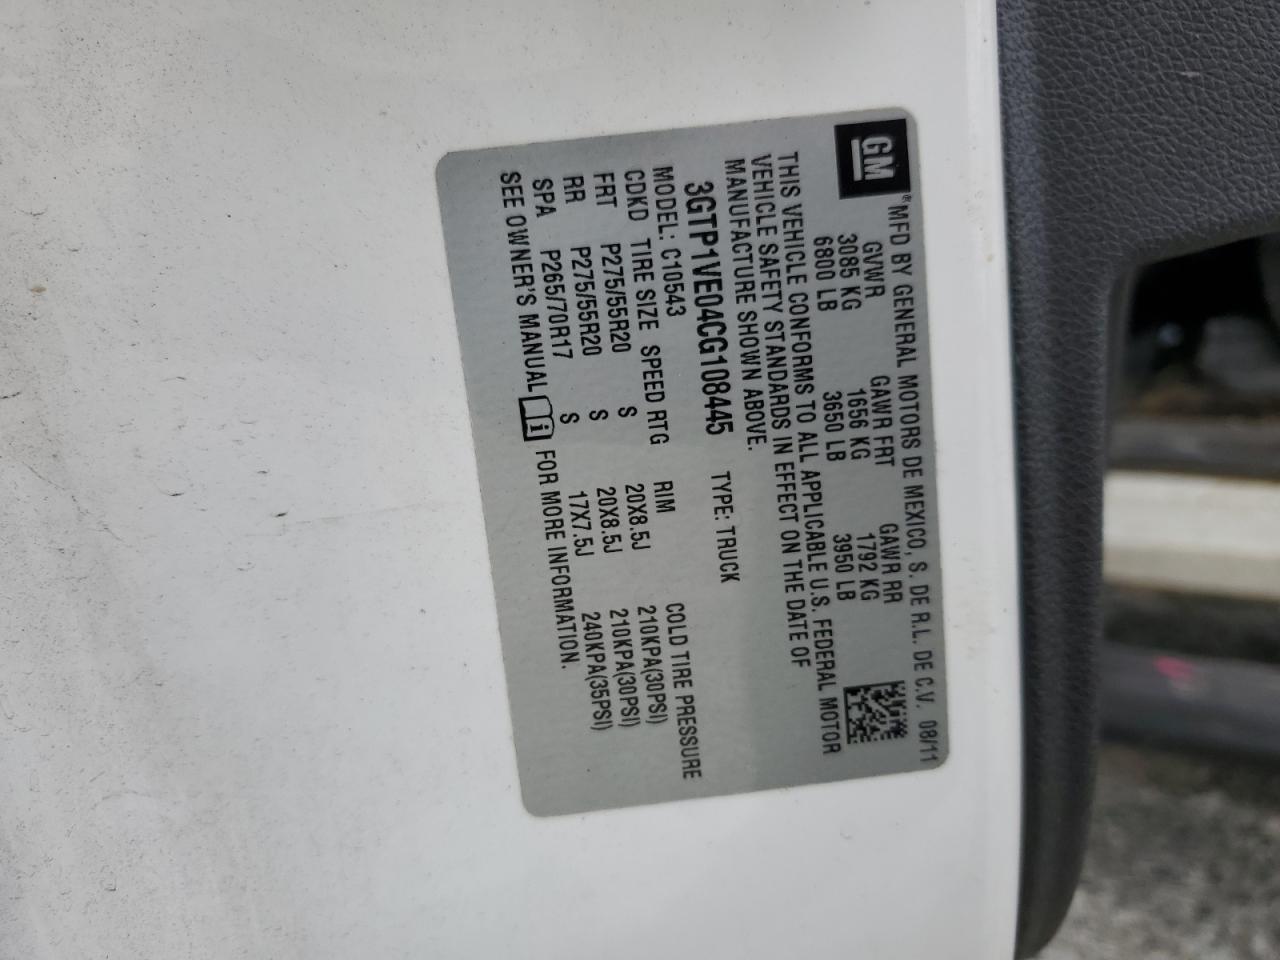 GM
®MFD BY GENERAL MOTORS DE MEXICO, S. DE R.L. DE C.V. 08/11
GVWR GAWR FRT GAWR RR
3085 KG 1656 KG 1792 KG
6800 LB 3650 LB 3950 LB
THIS VEHICLE CONFORMS TO ALL APPLICABLE U.S. FEDERAL MOTOR
VEHICLE SAFETY STANDARDS IN EFFECT ON THE DATE OF
MANUFACTURE SHOWN ABOVE.
3GTP1VE04CG108445 TYPE: TRUCK
MODEL: C10543
CDKD TIRE SIZE SPEED RTG RIM COLD TIRE PRESSURE
FRT P275/55R20 S 20X8.5J 210KPA(30PSI)
RR P275/55R20 S 20X8.5J 210KPA(30PSI)
SPA P265/70R17 S 17X7.5J 240KPA(35PSI)
SEE OWNER'S MANUAL i FOR MORE INFORMATION.